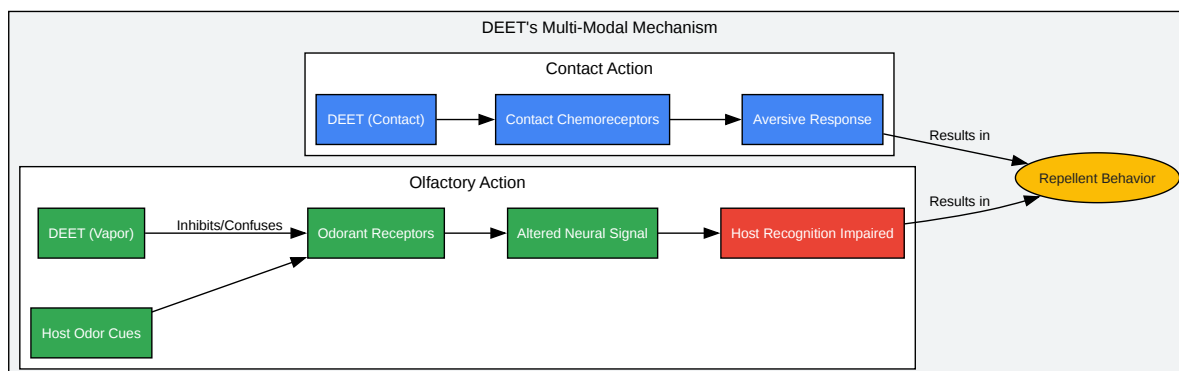 DEET's Multi-Modal Mechanism
Contact Action
DEET (Contact)
Contact Chemoreceptors
Aversive Response
Results in
Repellent Behavior
Olfactory Action
DEET (Vapor)
Inhibits/Confuses
Odorant Receptors
Altered Neural Signal
Host Recognition Impaired
Results in
Host Odor Cues